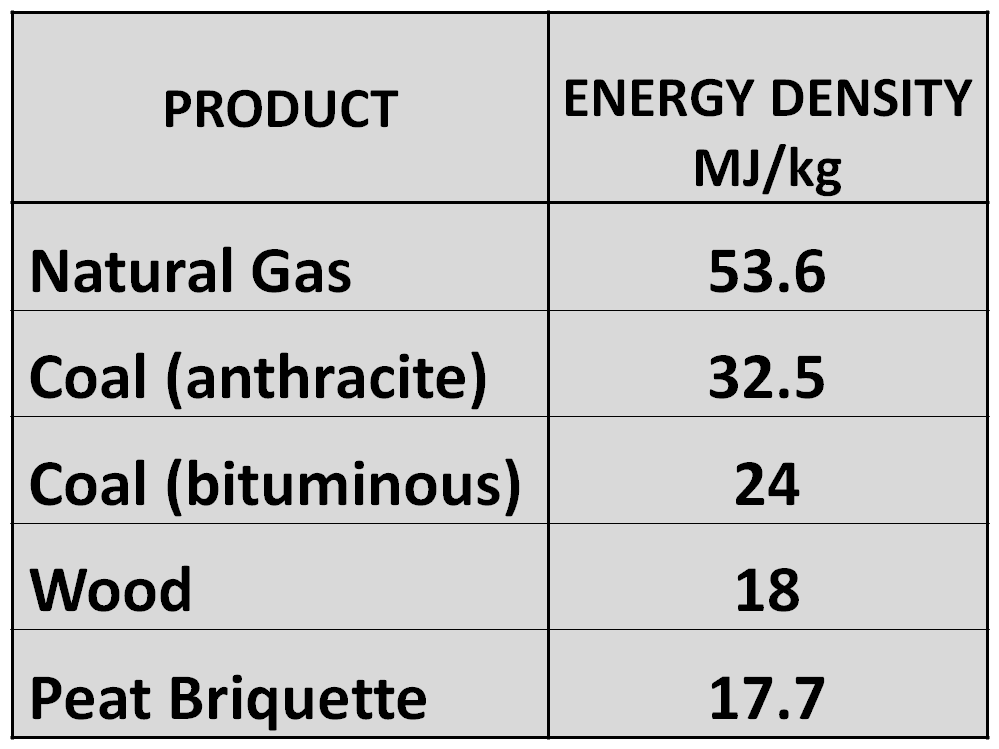 PRODUCT
ENERGY DENSITY
MJ/kg
Natural Gas 53.6
Coal (anthracite) 32.5
Coal (bituminous) 24
Wood 18
Peat Briquette 17.7